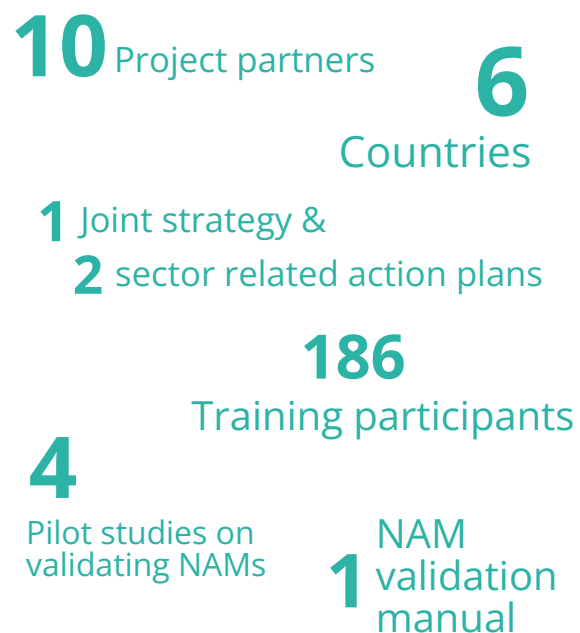 10 Project partners
6
Countries
1 Joint strategy &
2 sector related action plans
186
Training participants
4
Pilot studies on
validating NAMs
1 NAM
validation
manual